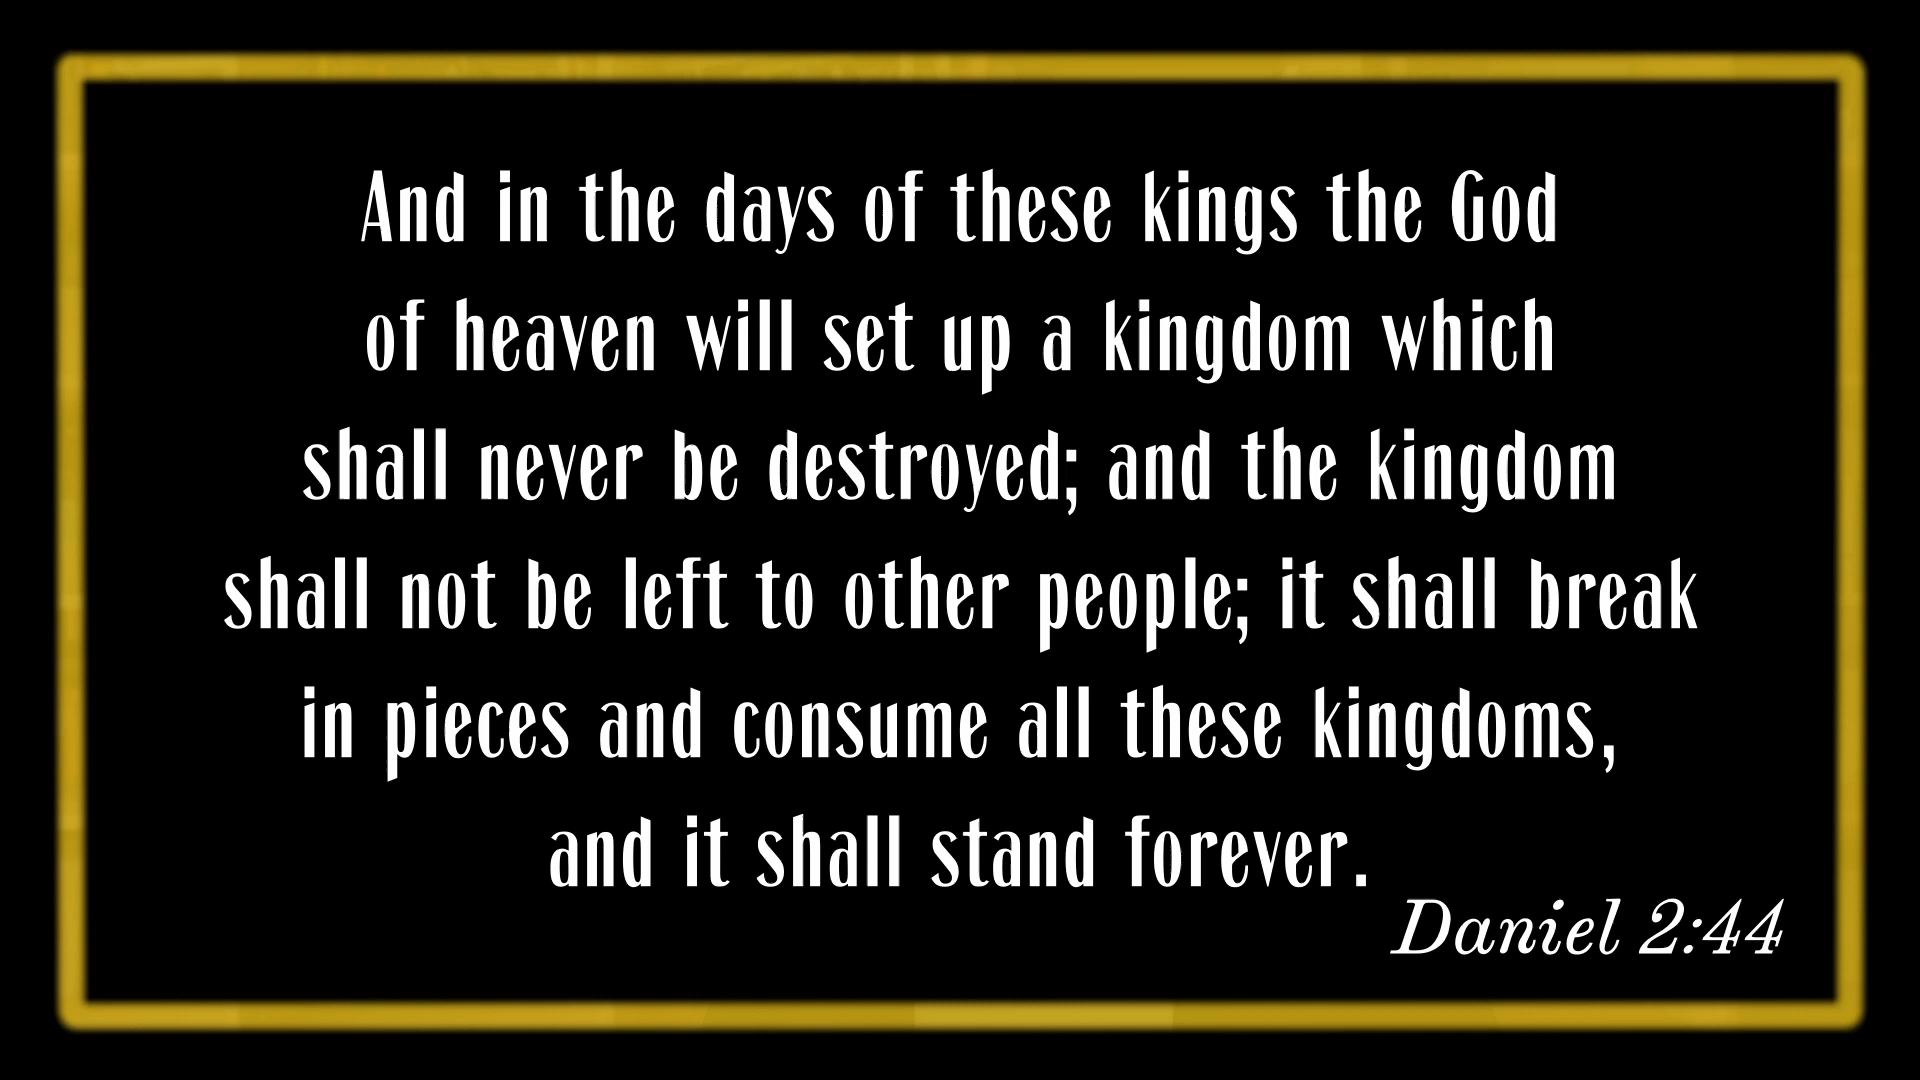 And in the days of these kings the God
of heaven will set up a kingdom which
shall never be destroyed; and the kingdom
shall not be left to other people; it shall break
in pieces and consume all these kingdoms,
and it shall stand forever.
Daniel 2:44